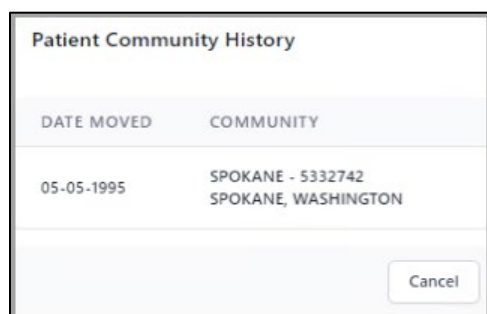 Patient Community History
DATE MOVED COMMUNITY
05-05-1995 SPOKANE - 5332742
SPOKANE, WASHINGTON
Cancel